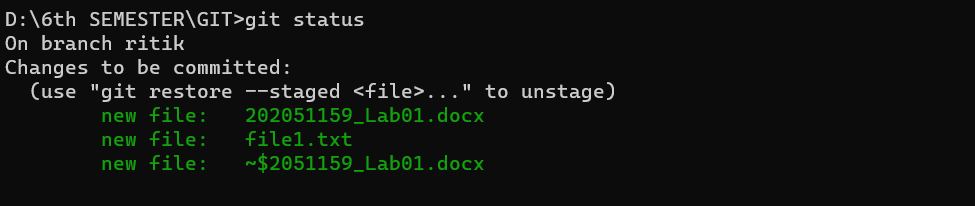 D:\6th SEMESTER\GIT>git status
On branch ritik
Changes to be committed:
  (use "git restore --staged <file>..." to unstage)
        new file:   202051159_Lab01.docx
        new file:   file1.txt
        new file:   ~$2051159_Lab01.docx